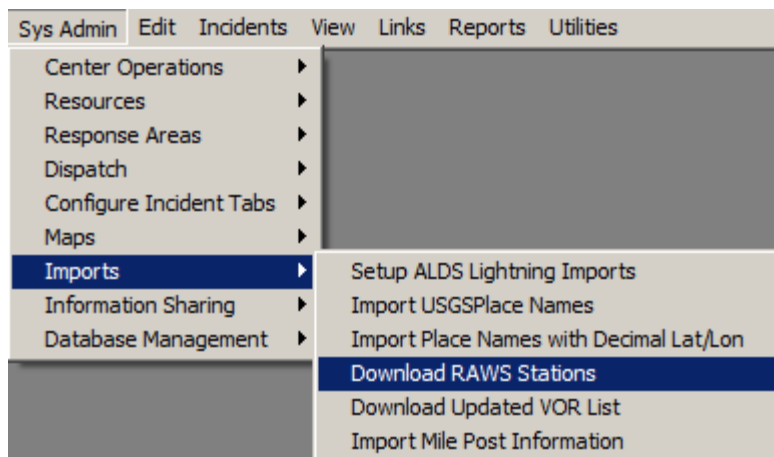 Sys Admin Edit Incidents View Links Reports Utilities
Center Operations
Resources
Response Areas
Dispatch
Configure Incident Tabs
Maps
Imports
Information Sharing
Database Management
Setup ALDS Lightning Imports
Import USGSPlace Names
Import Place Names with Decimal Lat/Lon
Download RAWS Stations
Download Updated VOR List
Import Mile Post Information